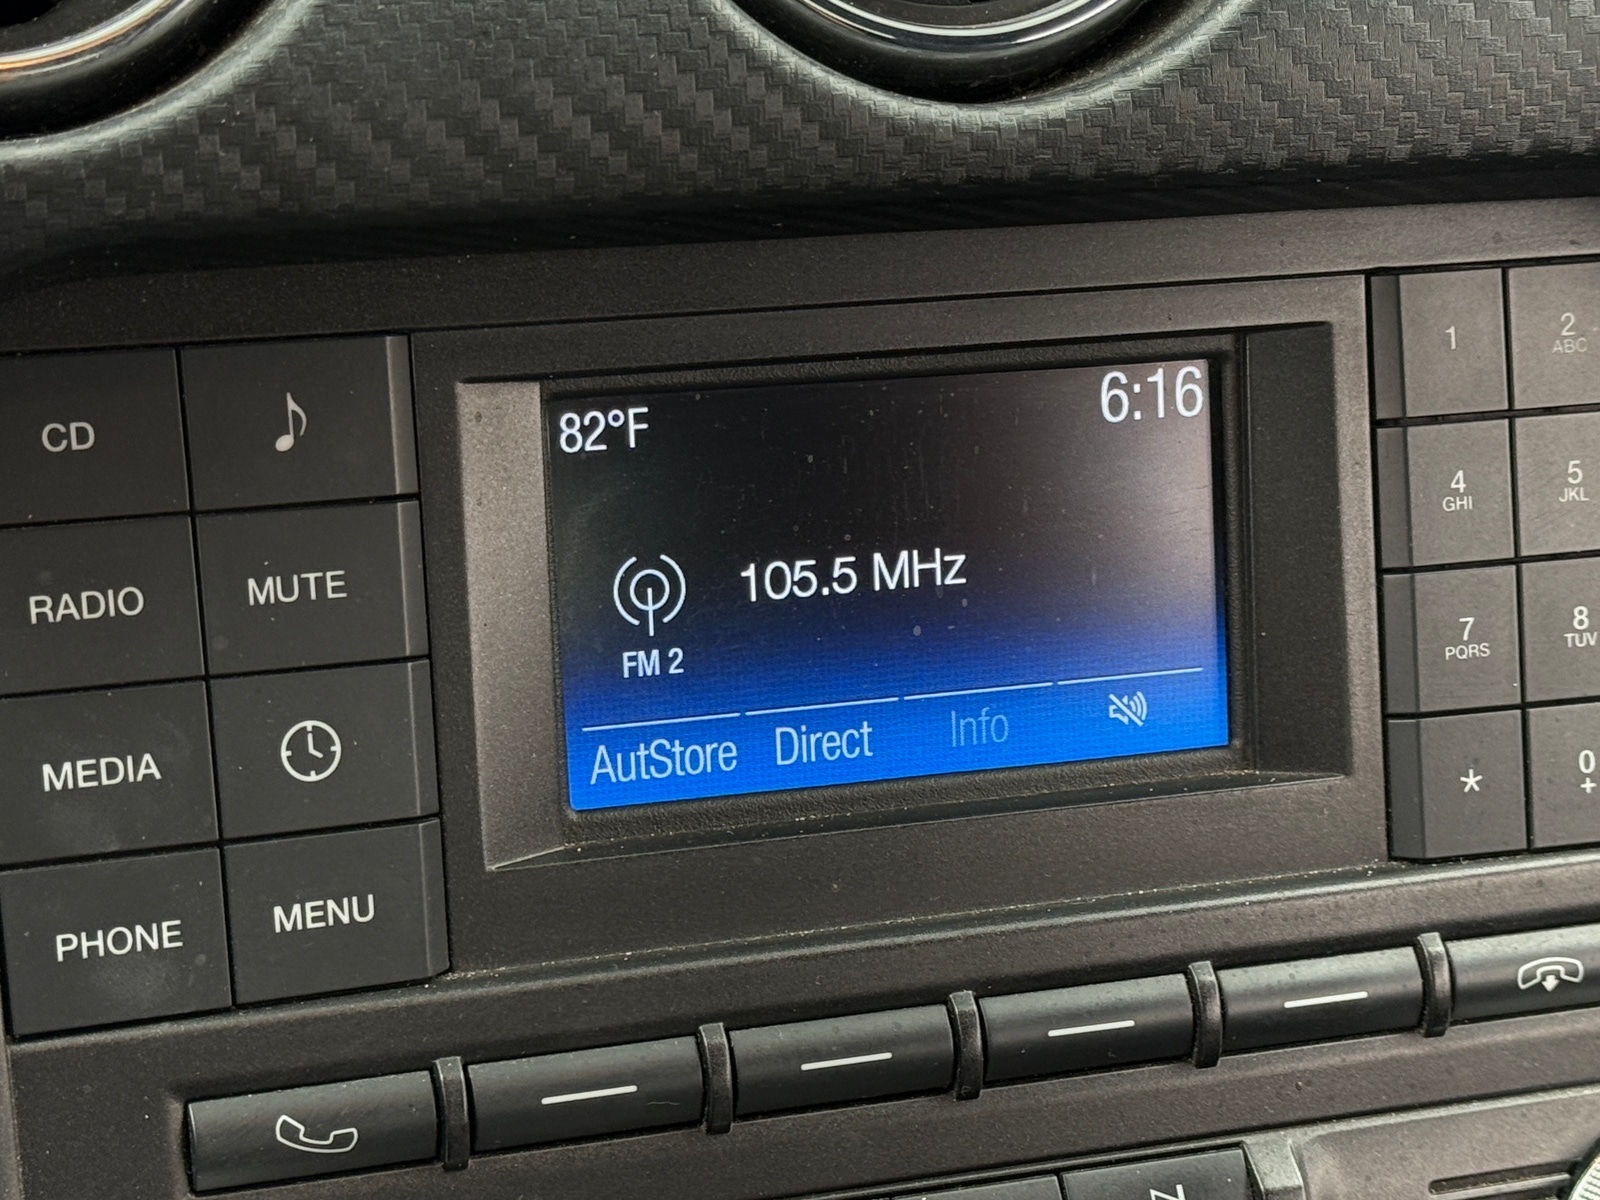 82°F
6:16
105.5 MHz
FM 2
AutStore Direct Info
CD
RADIO MUTE
MEDIA
PHONE MENU
1 2
ABC
4 5
GHI JKL
7 8
PQRS TUV
* 0
+